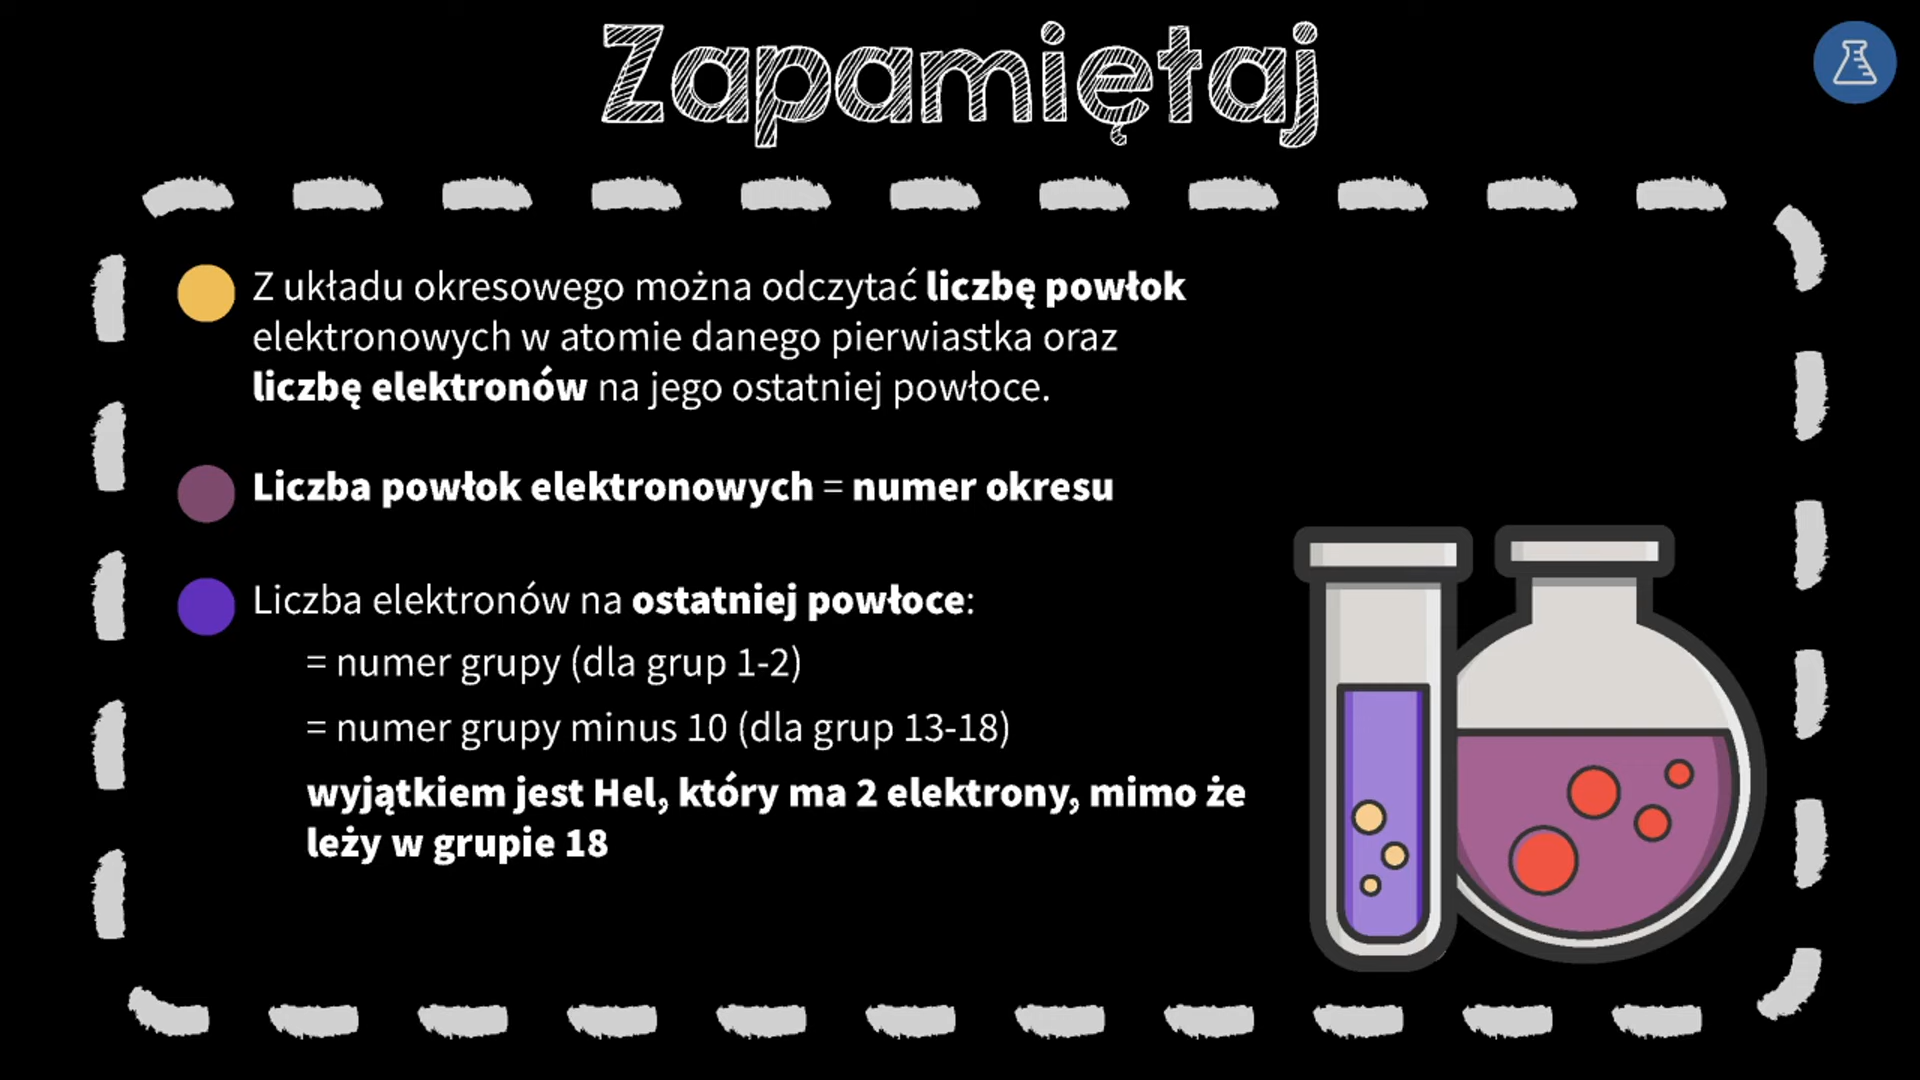 Zapamiętaj
Z układu okresowego można odczytać liczbę powłok
elektronowych w atomie danego pierwiastka oraz
liczbę elektronów na jego ostatniej powłoce.
Liczba powłok elektronowych = numer okresu
Liczba elektronów na ostatniej powłoce:
= numer grupy (dla grup 1-2)
= numer grupy minus 10 (dla grup 13-18)
wyjątkiem jest Hel, który ma 2 elektrony, mimo że
leży w grupie 18